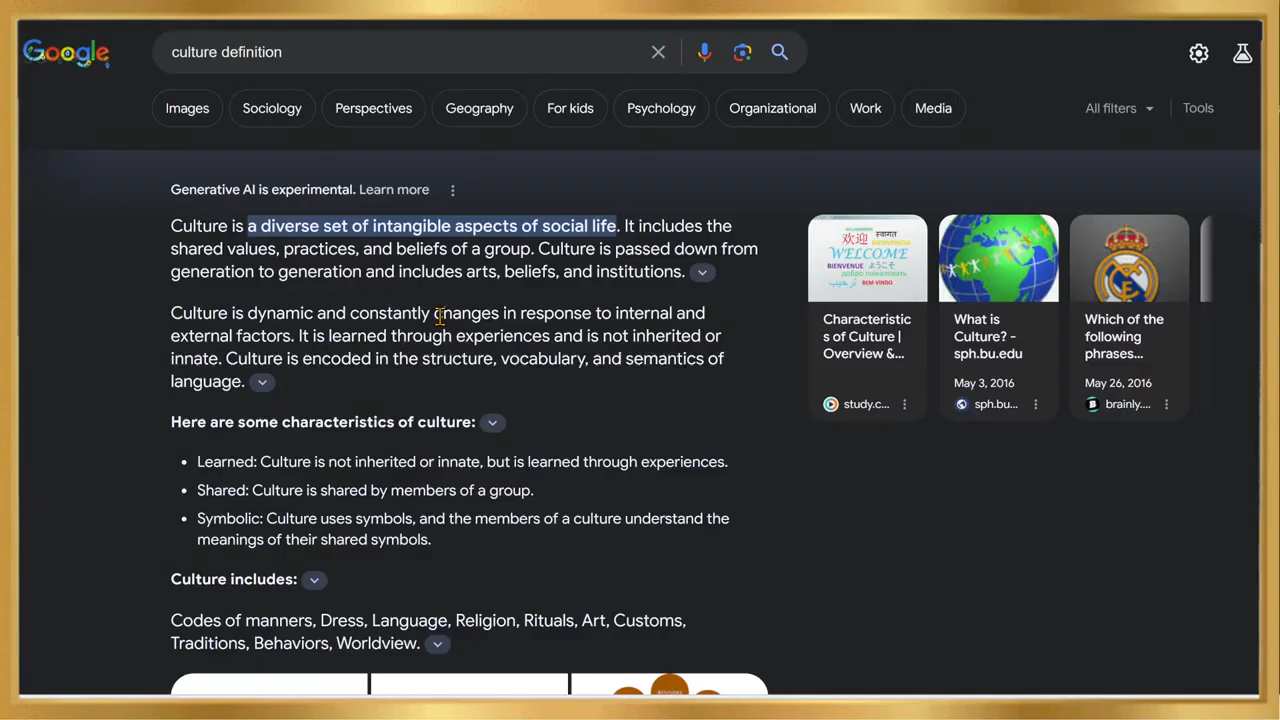 Google
culture definition
Images
Sociology
Perspectives
Geography
For kids
Psychology
Organizational
Work
Media
All filters
Tools
Generative AI is experimental. Learn more
Culture is a diverse set of intangible aspects of social life. It includes the
shared values, practices, and beliefs of a group. Culture is passed down from
generation to generation and includes arts, beliefs, and institutions.
Culture is dynamic and constantly changes in response to internal and
external factors. It is learned through experiences and is not inherited or
innate. Culture is encoded in the structure, vocabulary, and semantics of
language.
Here are some characteristics of culture:
• Learned: Culture is not inherited or innate, but is learned through experiences.
• Shared: Culture is shared by members of a group.
• Symbolic: Culture uses symbols, and the members of a culture understand the
meanings of their shared symbols.
Culture includes:
Codes of manners, Dress, Language, Religion, Rituals, Art, Customs,
Traditions, Behaviors, Worldview.
欢迎 स्वागत
WELCOME
BIENVENUE
добро пожаловать
BEM-VINDO
Characteristic
s of Culture |
Overview &...
study.c...
What is
Culture? -
sph.bu.edu
May 3, 2016
sph.bu...
Which of the
following
phrases...
May 26, 2016
brainly....